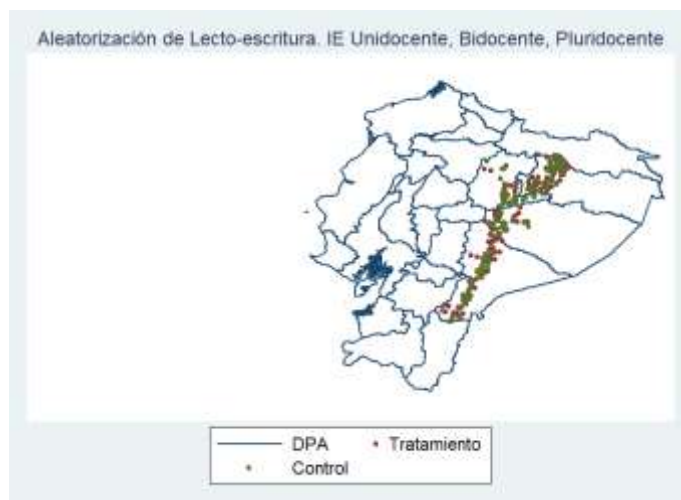 Aleatorización de Lecto-escritura. IE Unidocente, Bidocente, Pluridocente
DPA
Tratamiento
Control